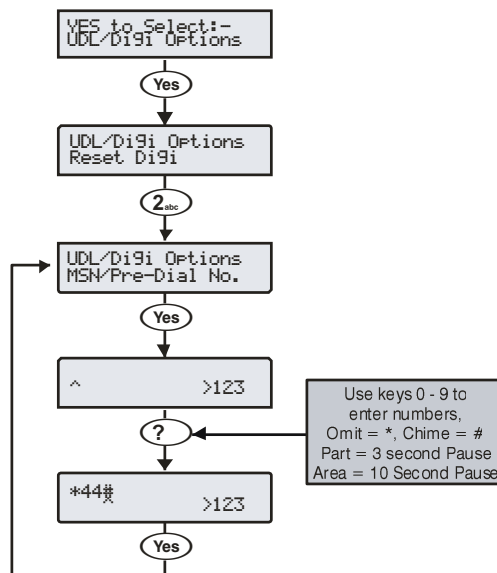 YES to Select:-
UDL/Digi Options
Yes
UDL/Digi Options
Reset Digi
2abc
UDL/Digi Options
MSN/Pre-Dial No.
Yes
^ >123
?
Use keys 0 - 9 to
enter numbers,
Omit = *, Chime = #
Part = 3 second Pause
Area = 10 Second Pause
*44#
^ >123
Yes